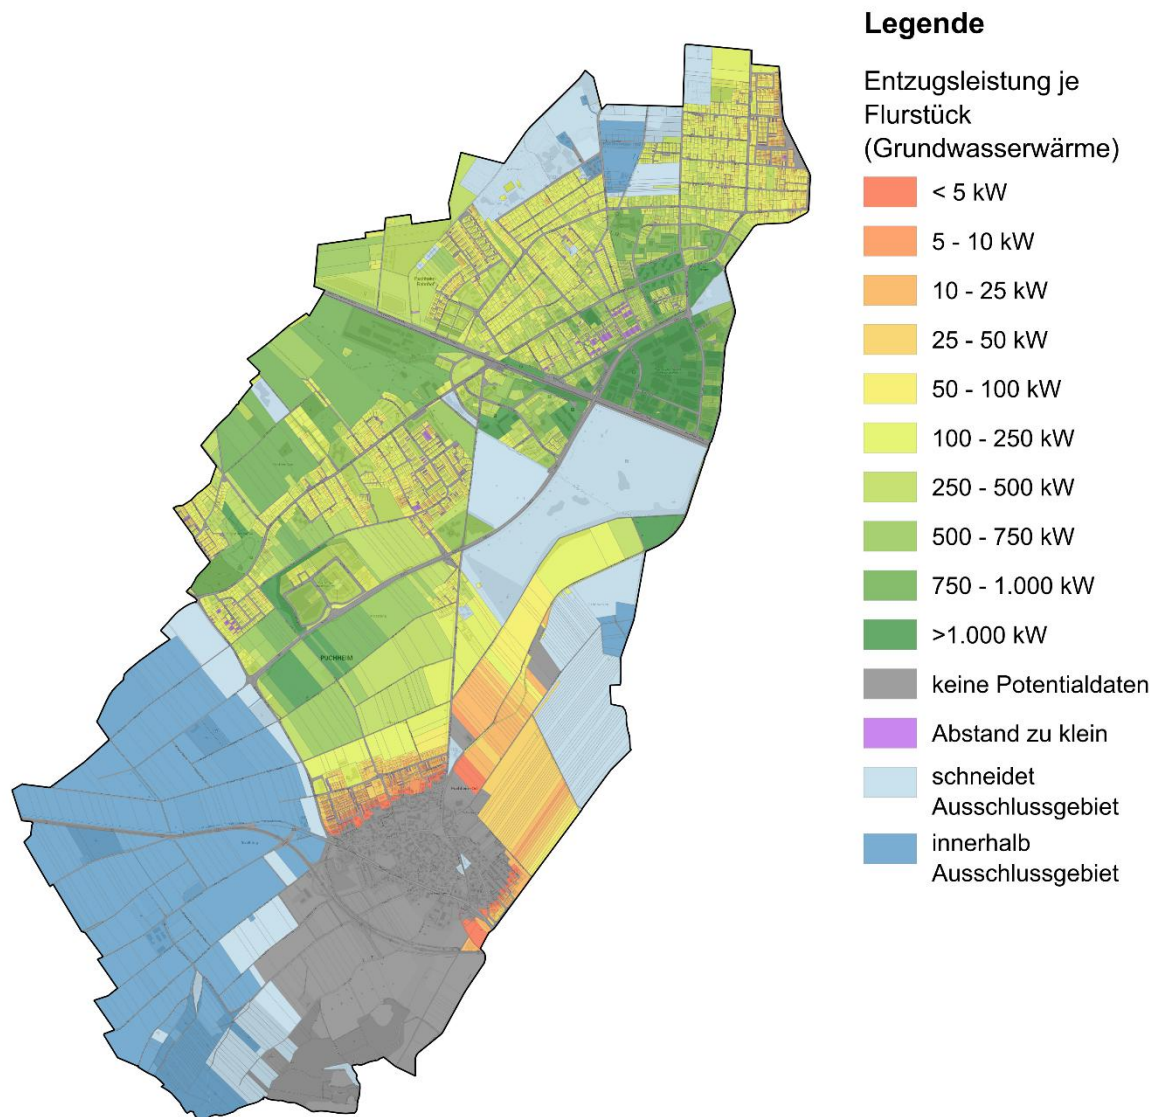 Legende
Entzugsleistung je
Flurstück
(Grundwasserwärme)
< 5 kW
5 - 10 kW
10 - 25 kW
25 - 50 kW
50 - 100 kW
100 - 250 kW
250 - 500 kW
500 - 750 kW
750 - 1.000 kW
>1.000 kW
keine Potentialdaten
Abstand zu klein
schneidet
Ausschlussgebiet
innerhalb
Ausschlussgebiet
PUCHHEIM